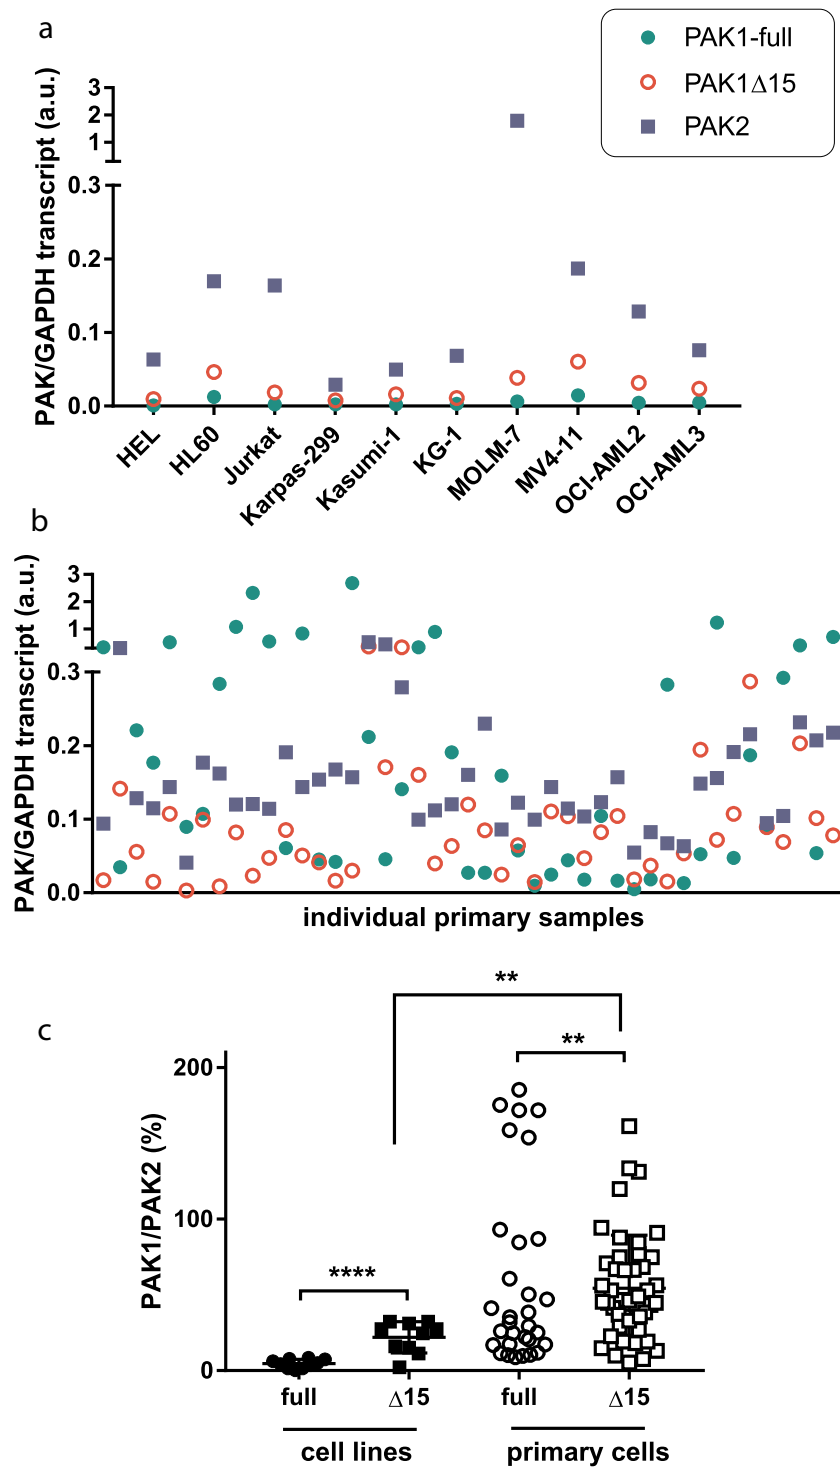 a
PAK1-full
PAK1Δ15
PAK2
PAK/GAPDH transcript (a.u.)
3
2
1
0.3
0.2
0.1
0.0
HEL
HL60
Jurkat
Karpas-299
Kasumi-1
KG-1
MOLM-7
MV4-11
OCI-AML2
OCI-AML3
b
PAK/GAPDH transcript (a.u.)
3
2
1
0.3
0.2
0.1
0.0
individual primary samples
c
**
**
PAK1/PAK2 (%)
200
100
0
****
full
Δ15
full
Δ15
cell lines
primary cells